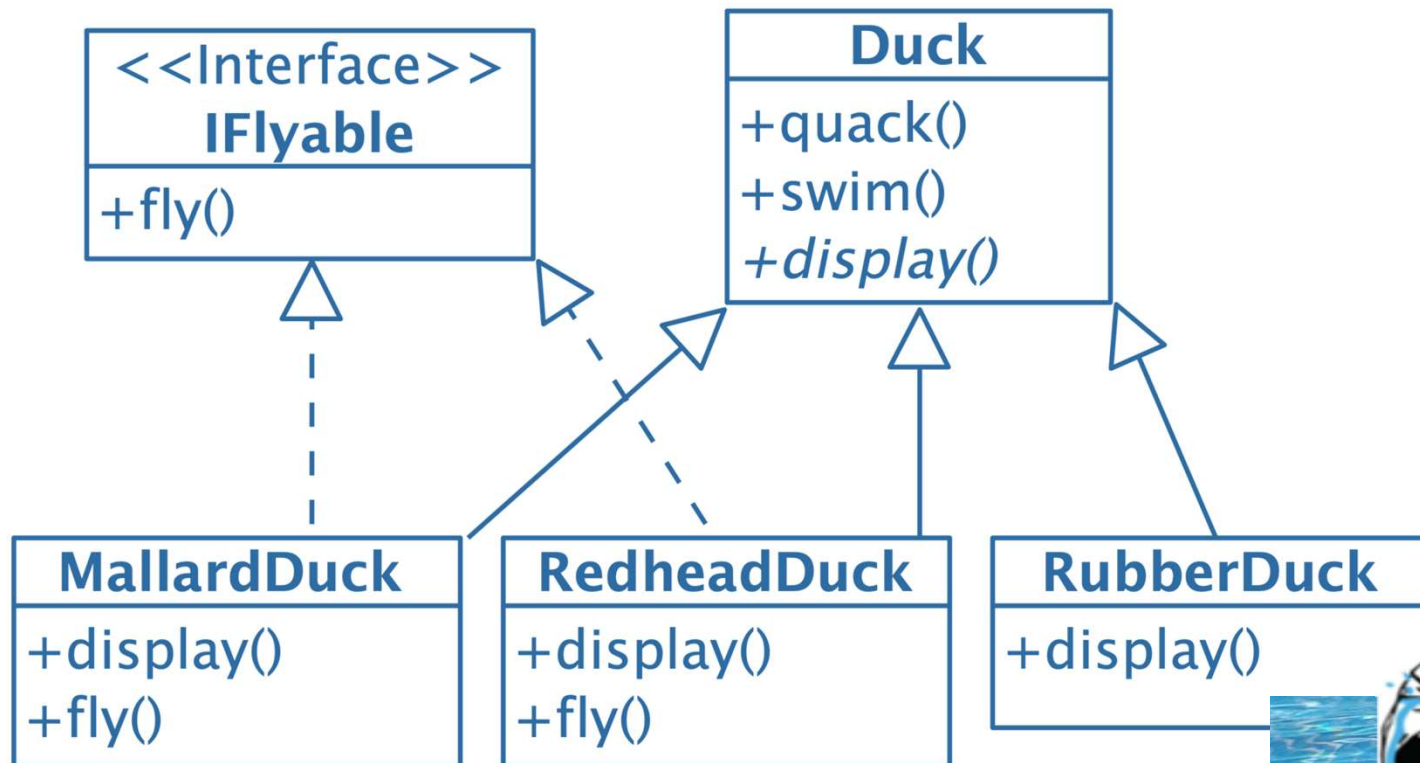 <<Interface>>
IFlyable
+fly()
Duck
+quack()
+swim()
+display()
MallardDuck
+display()
+fly()
RedheadDuck
+display()
+fly()
RubberDuck
+display()